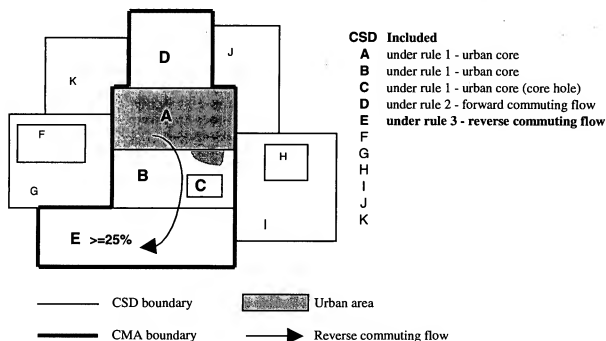 D
J
K
A
F
H
B
C
G
I
E >=25%
CSD Included
A under rule 1 - urban core
B under rule 1 - urban core
C under rule 1 - urban core (core hole)
D under rule 2 - forward commuting flow
E under rule 3 - reverse commuting flow
F
G
H
I
J
K
CSD boundary
Urban area
CMA boundary
Reverse commuting flow